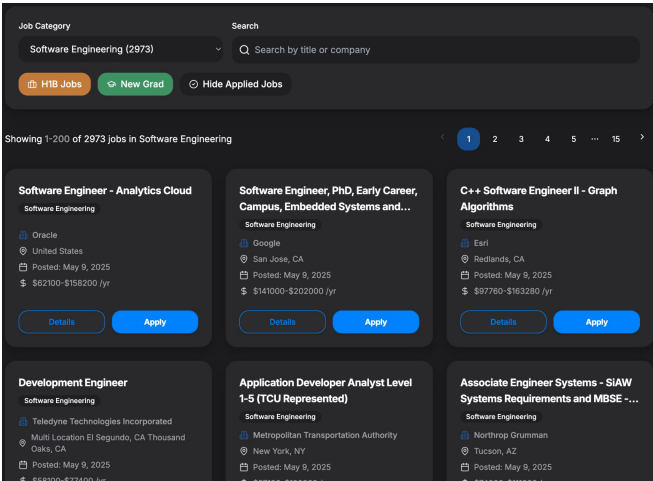 Job Category
Search
Software Engineering (2973)
Search by title or company
H1B Jobs
New Grad
Hide Applied Jobs
Showing 1-200 of 2973 jobs in Software Engineering
1 2 3 4 5 ... 15
Software Engineer - Analytics Cloud
Software Engineering
Oracle
United States
Posted: May 9, 2025
$ $62100-$158200 /yr
Details
Apply
Software Engineer, PhD, Early Career,
Campus, Embedded Systems and...
Software Engineering
Google
San Jose, CA
Posted: May 9, 2025
$ $141000-$202000 /yr
Details
Apply
C++ Software Engineer II - Graph
Algorithms
Software Engineering
Esri
Redlands, CA
Posted: May 9, 2025
$ $97760-$163280 /yr
Details
Apply
Development Engineer
Software Engineering
Teledyne Technologies Incorporated
Multi Location El Segundo, CA Thousand
Oaks, CA
Posted: May 9, 2025
Application Developer Analyst Level
1-5 (TCU Represented)
Software Engineering
Metropolitan Transportation Authority
New York, NY
Posted: May 9, 2025
Associate Engineer Systems - SiAW
Systems Requirements and MBSE -...
Software Engineering
Northrop Grumman
Tucson, AZ
Posted: May 9, 2025